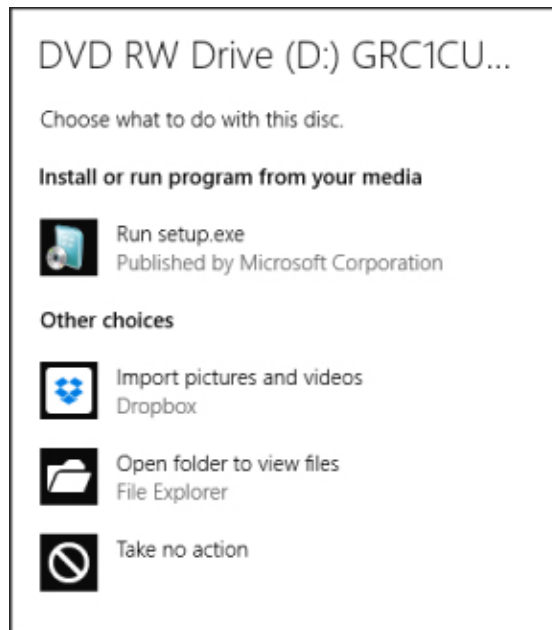 DVD RW Drive (D:) GRC1CU...
Choose what to do with this disc.
Install or run program from your media
Run setup.exe
Published by Microsoft Corporation
Other choices
Import pictures and videos
Dropbox
Open folder to view files
File Explorer
Take no action